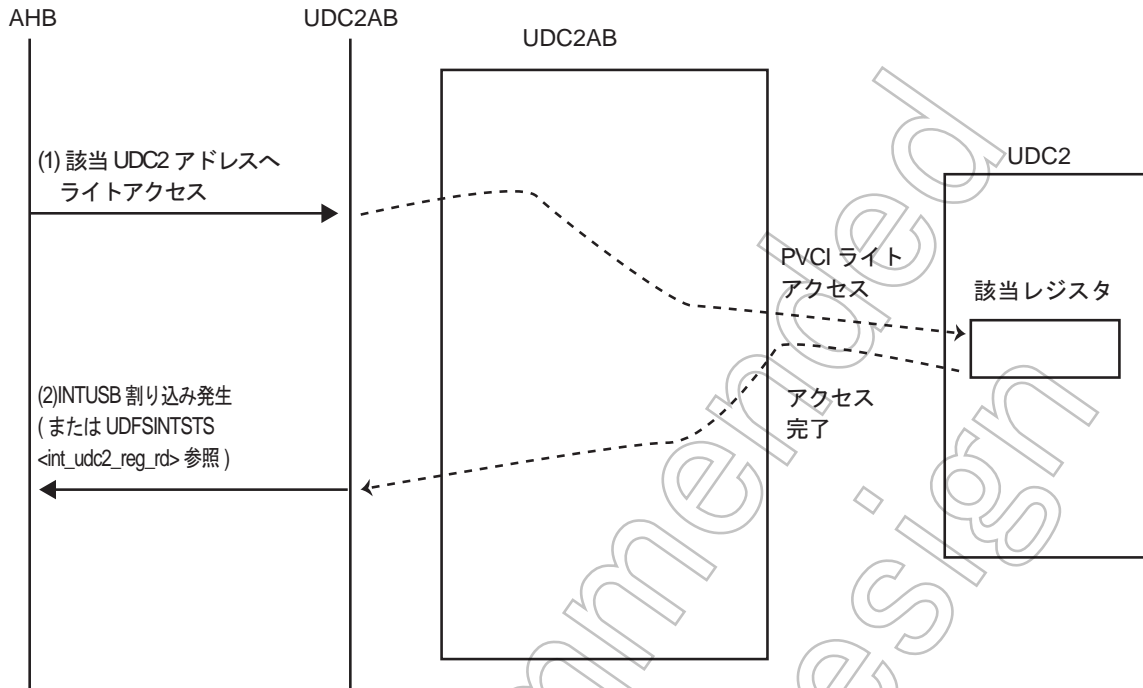 AHB
UDC2AB
UDC2AB
UDC2
(1) 該当 UDC2 アドレスへ
ライトアクセス
PVCI ライト
アクセス
該当レジスタ
(2)INTUSB 割り込み発生
( または UDFSINTSTS
<int_udc2_reg_rd> 参照 )
アクセス
完了
mmended
esign